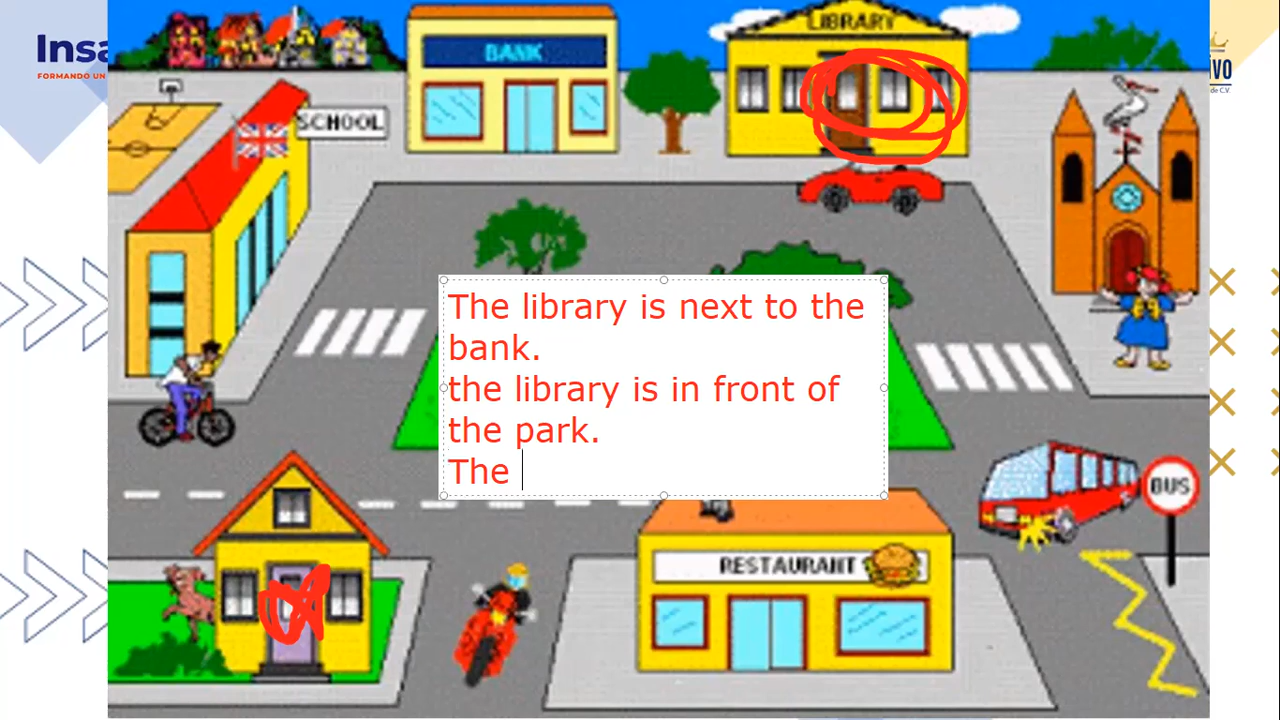 Insa
FORMANDO UN
BANK
LIBRARY
VO
de C.V.
SCHOOL
The library is next to the
bank.
the library is in front of
the park.
The
BUS
RESTAURANT